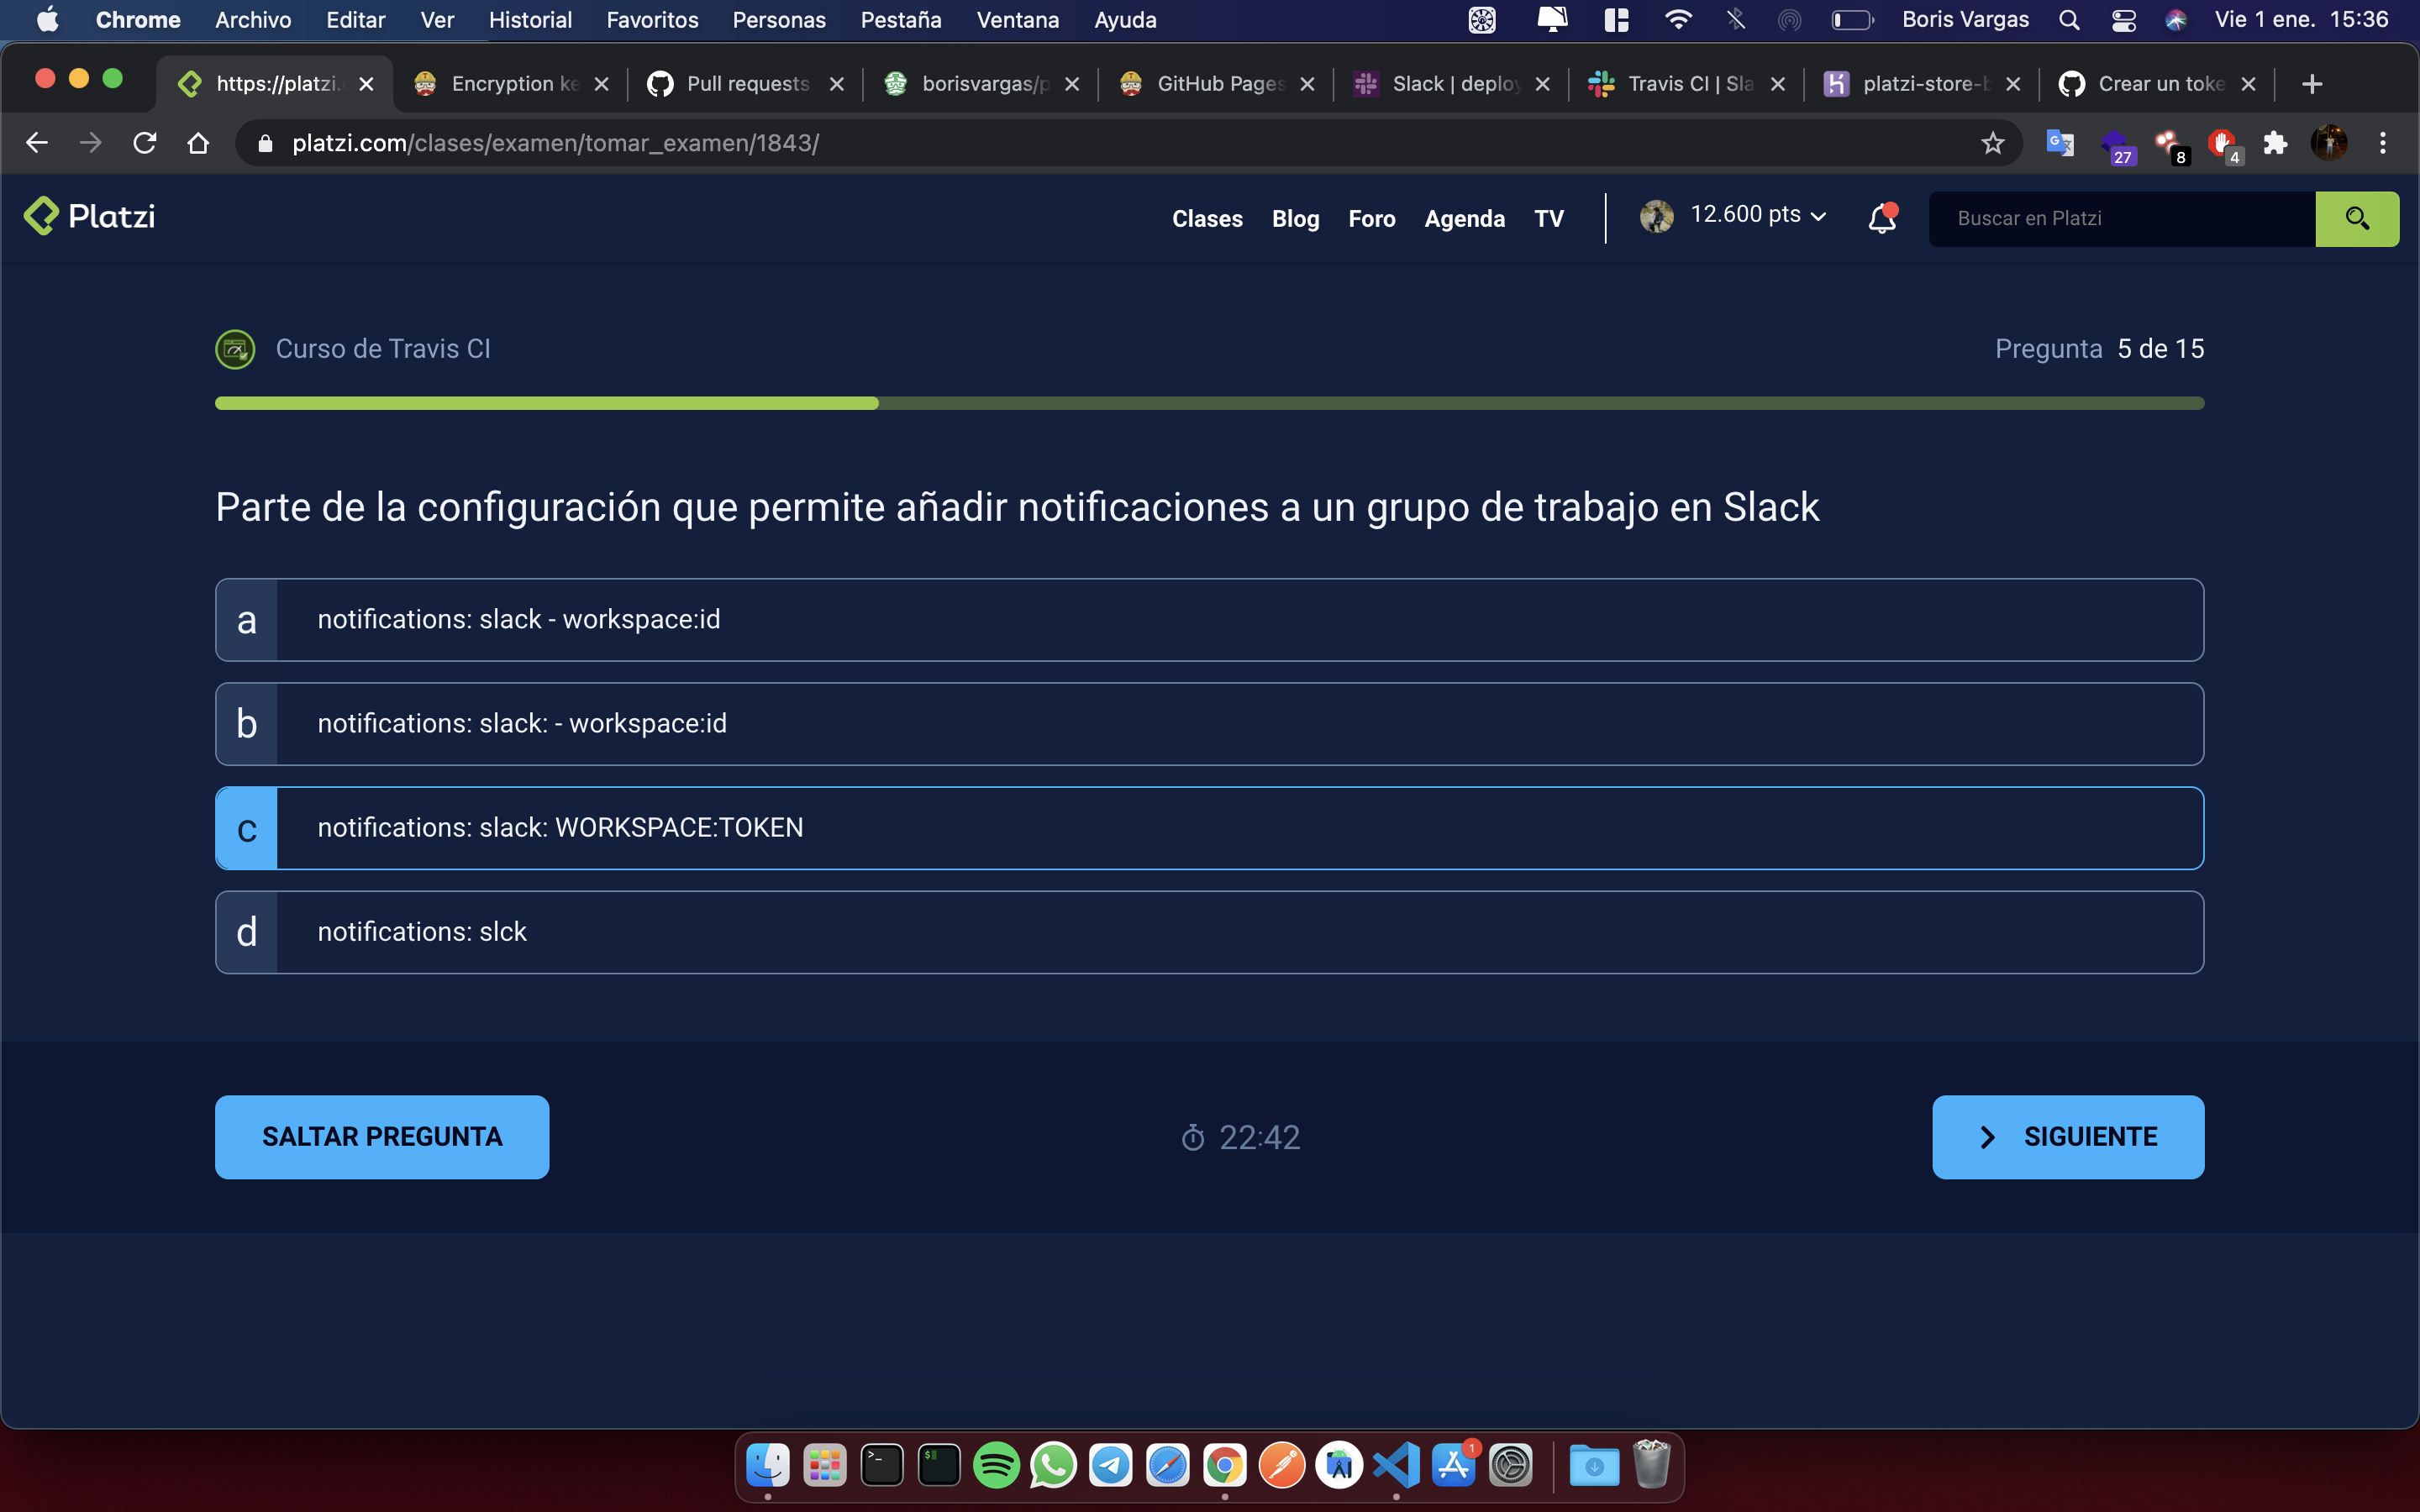 Chrome Archivo Editar Ver Historial Favoritos Personas Pestaña Ventana Ayuda Boris Vargas Vie 1 ene. 15:36
https://platzi. Encryption ke Pull requests borisvargas/p GitHub Pages Slack | deploy Travis CI | Sla platzi-store-b Crear un toke
platzi.com/clases/examen/tomar_examen/1843/ 27 8 4
Platzi Clases Blog Foro Agenda TV 12.600 pts Buscar en Platzi
Curso de Travis CI Pregunta 5 de 15
Parte de la configuración que permite añadir notificaciones a un grupo de trabajo en Slack
a notifications: slack - workspace:id
b notifications: slack: - workspace:id
c notifications: slack: WORKSPACE:TOKEN
d notifications: slck
SALTAR PREGUNTA 22:42 SIGUIENTE
1